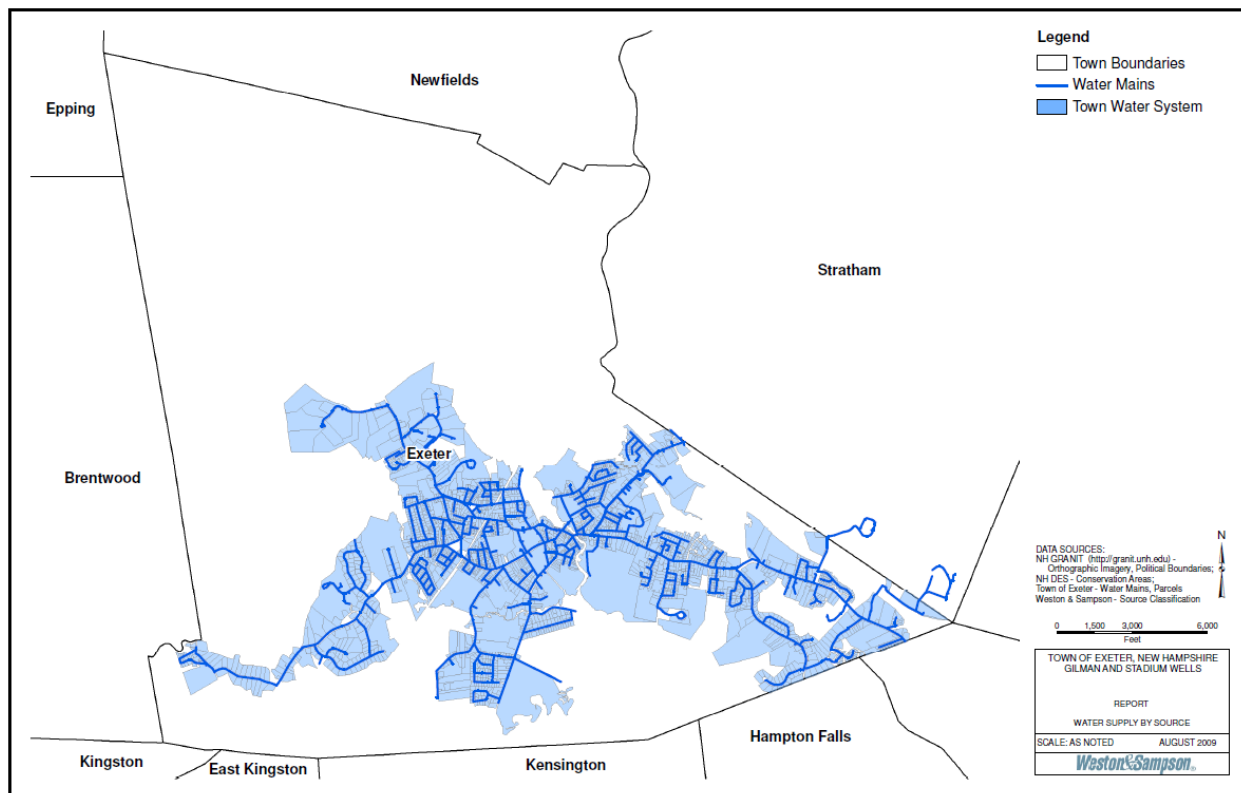 Legend
Town Boundaries
Water Mains
Town Water System
Newfields
Epping
Stratham
Exeter
Brentwood
N
DATA SOURCES:
NH GRANIT (http://granit.unh.edu) -
Orthographic Imagery, Political Boundaries;
NH DES - Conservation Areas;
Town of Exeter - Water Mains, Parcels
Weston & Sampson - Source Classification
0 1,500 3,000 6,000
Feet
TOWN OF EXETER, NEW HAMPSHIRE
GILMAN AND STADIUM WELLS
REPORT
WATER SUPPLY BY SOURCE
SCALE: AS NOTED AUGUST 2009
Weston&Sampson®
Hampton Falls
Kingston
East Kingston
Kensington